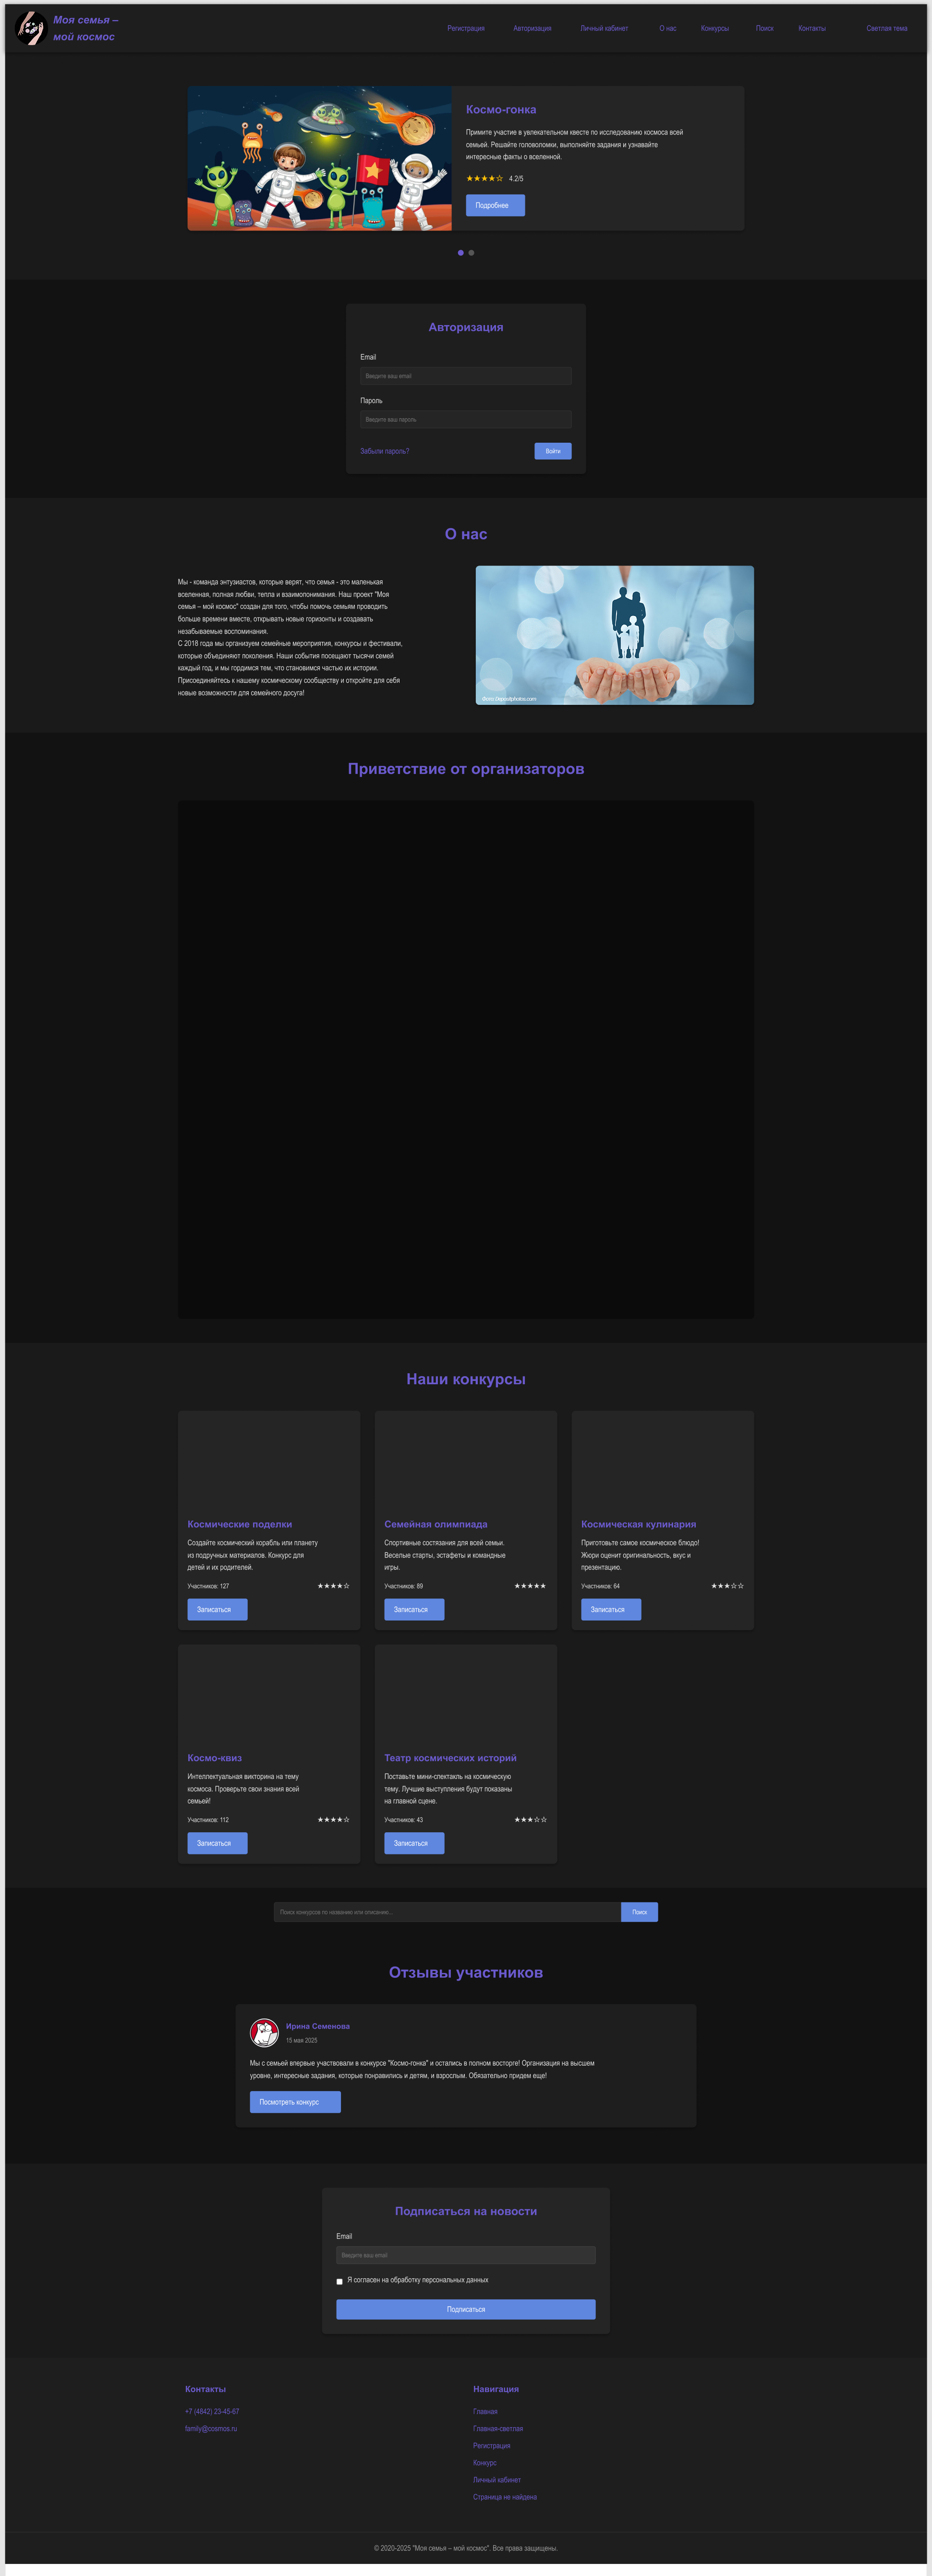 Моя семья –
мой космос
Регистрация
Авторизация
Личный кабинет
О нас
Конкурсы
Поиск
Контакты
Светлая тема
Космо-гонка
Примите участие в увлекательном квесте по исследованию космоса всей
семьей. Решайте головоломки, выполняйте задания и узнавайте
интересные факты о вселенной.
★★★★☆ 4.2/5
Подробнее
Авторизация
Email
Введите ваш email
Пароль
Введите ваш пароль
Забыли пароль?
Войти
О нас
Мы - команда энтузиастов, которые верят, что семья - это маленькая
вселенная, полная любви, тепла и взаимопонимания. Наш проект "Моя
семья – мой космос" создан для того, чтобы помочь семьям проводить
больше времени вместе, открывать новые горизонты и создавать
незабываемые воспоминания.
С 2018 года мы организуем семейные мероприятия, конкурсы и фестивали,
которые объединяют поколения. Наши события посещают тысячи семей
каждый год, и мы гордимся тем, что становимся частью их истории.
Присоединяйтесь к нашему космическому сообществу и откройте для себя
новые возможности для семейного досуга!
Фото: Depositphotos.com
Приветствие от организаторов
Наши конкурсы
Космические поделки
Создайте космический корабль или планету
из подручных материалов. Конкурс для
детей и их родителей.
Участников: 127 ★★★★☆
Записаться
Семейная олимпиада
Спортивные состязания для всей семьи.
Веселые старты, эстафеты и командные
игры.
Участников: 89 ★★★★★
Записаться
Космическая кулинария
Приготовьте самое космическое блюдо!
Жюри оценит оригинальность, вкус и
презентацию.
Участников: 64 ★★★☆☆
Записаться
Космо-квиз
Интеллектуальная викторина на тему
космоса. Проверьте свои знания всей
семьей!
Участников: 112 ★★★★☆
Записаться
Театр космических историй
Поставьте мини-спектакль на космическую
тему. Лучшие выступления будут показаны
на главной сцене.
Участников: 43 ★★★☆☆
Записаться
Поиск конкурсов по названию или описанию...
Поиск
Отзывы участников
Ирина Семенова
15 мая 2025
Мы с семьей впервые участвовали в конкурсе "Космо-гонка" и остались в полном восторге! Организация на высшем
уровне, интересные задания, которые понравились и детям, и взрослым. Обязательно придем еще!
Посмотреть конкурс
Подписаться на новости
Email
Введите ваш email
Я согласен на обработку персональных данных
Подписаться
Контакты
+7 (4842) 23-45-67
family@cosmos.ru
Навигация
Главная
Главная-светлая
Регистрация
Конкурс
Личный кабинет
Страница не найдена
© 2020-2025 "Моя семья – мой космос". Все права защищены.